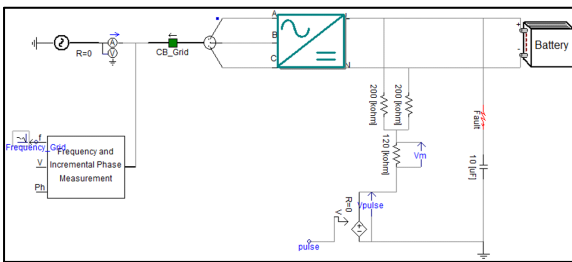 R=0
A
V
CB_Grid
A
B
C
Battery
+
-
200 [kohm]
200 [kohm]
120 [kohm]
Vm
Fault
10 [uF]
f
Frequency_Grid
V
Ph
Frequency and
Incremental Phase
Measurement
R=0
V
Vpulse
pulse
+
-